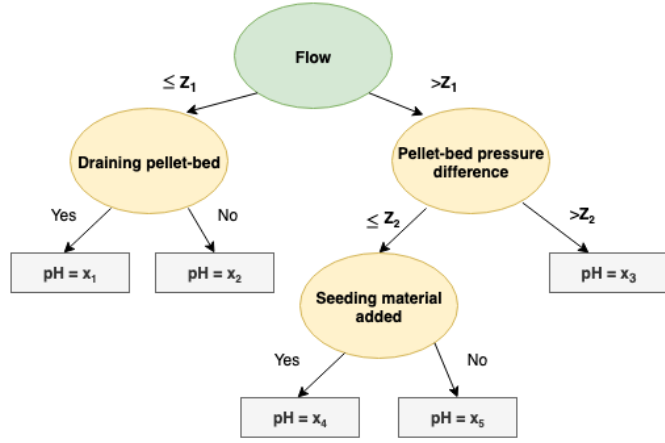 Flow
≤ Z₁
>Z₁
Draining pellet-bed
Pellet-bed pressure
difference
Yes
No
≤ Z₂
>Z₂
pH = x₁
pH = x₂
pH = x₃
Seeding material
added
Yes
No
pH = x₄
pH = x₅